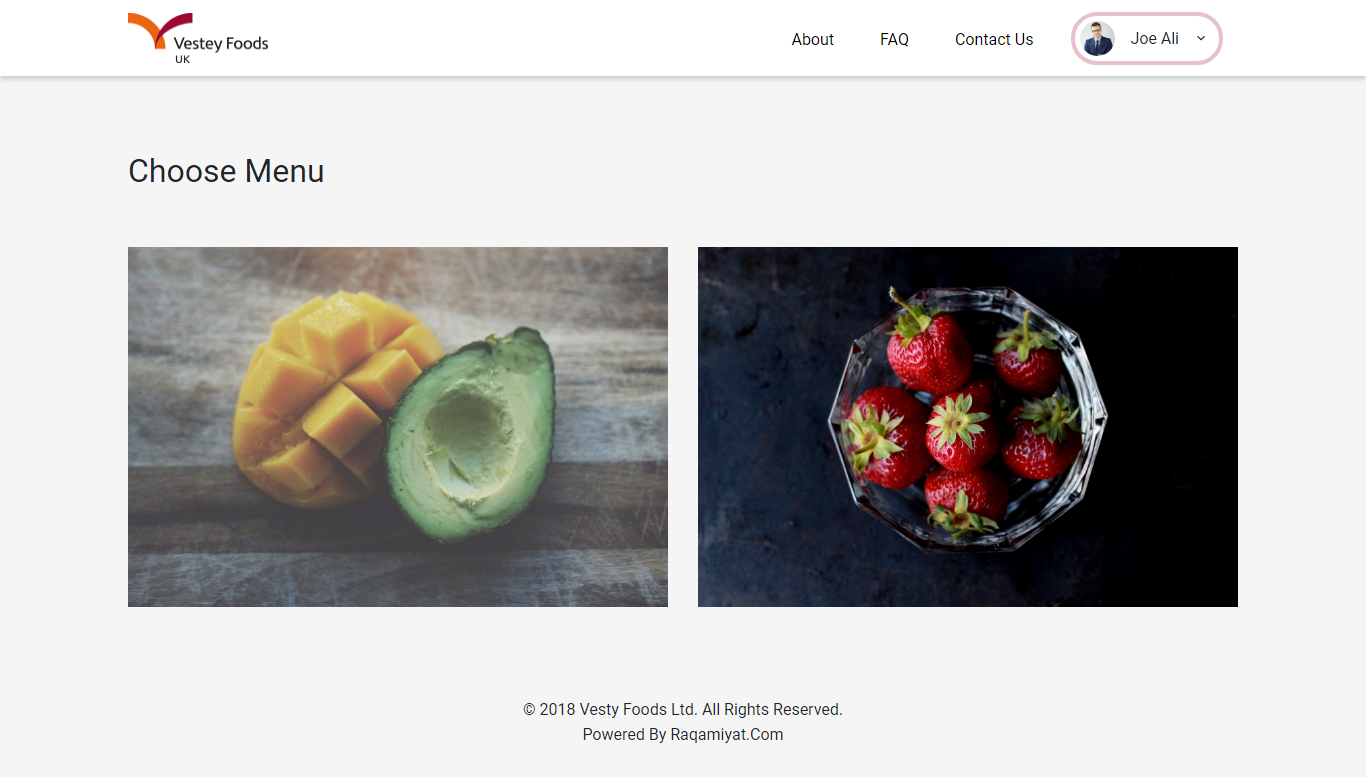 Vestey Foods
UK
About
FAQ
Contact Us
Joe Ali
Choose Menu
© 2018 Vesty Foods Ltd. All Rights Reserved.
Powered By Raqamiyat.Com